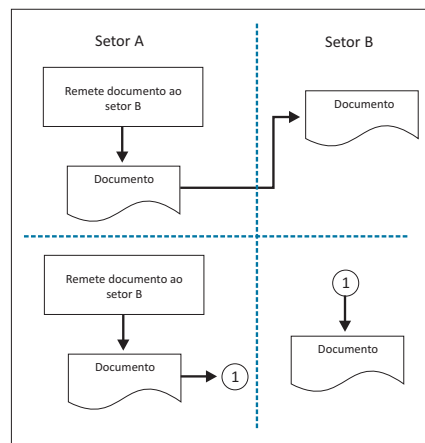 Setor A
Setor B
Remete documento ao
setor B
Documento
Documento
Remete documento ao
setor B
Documento
1
1
Documento